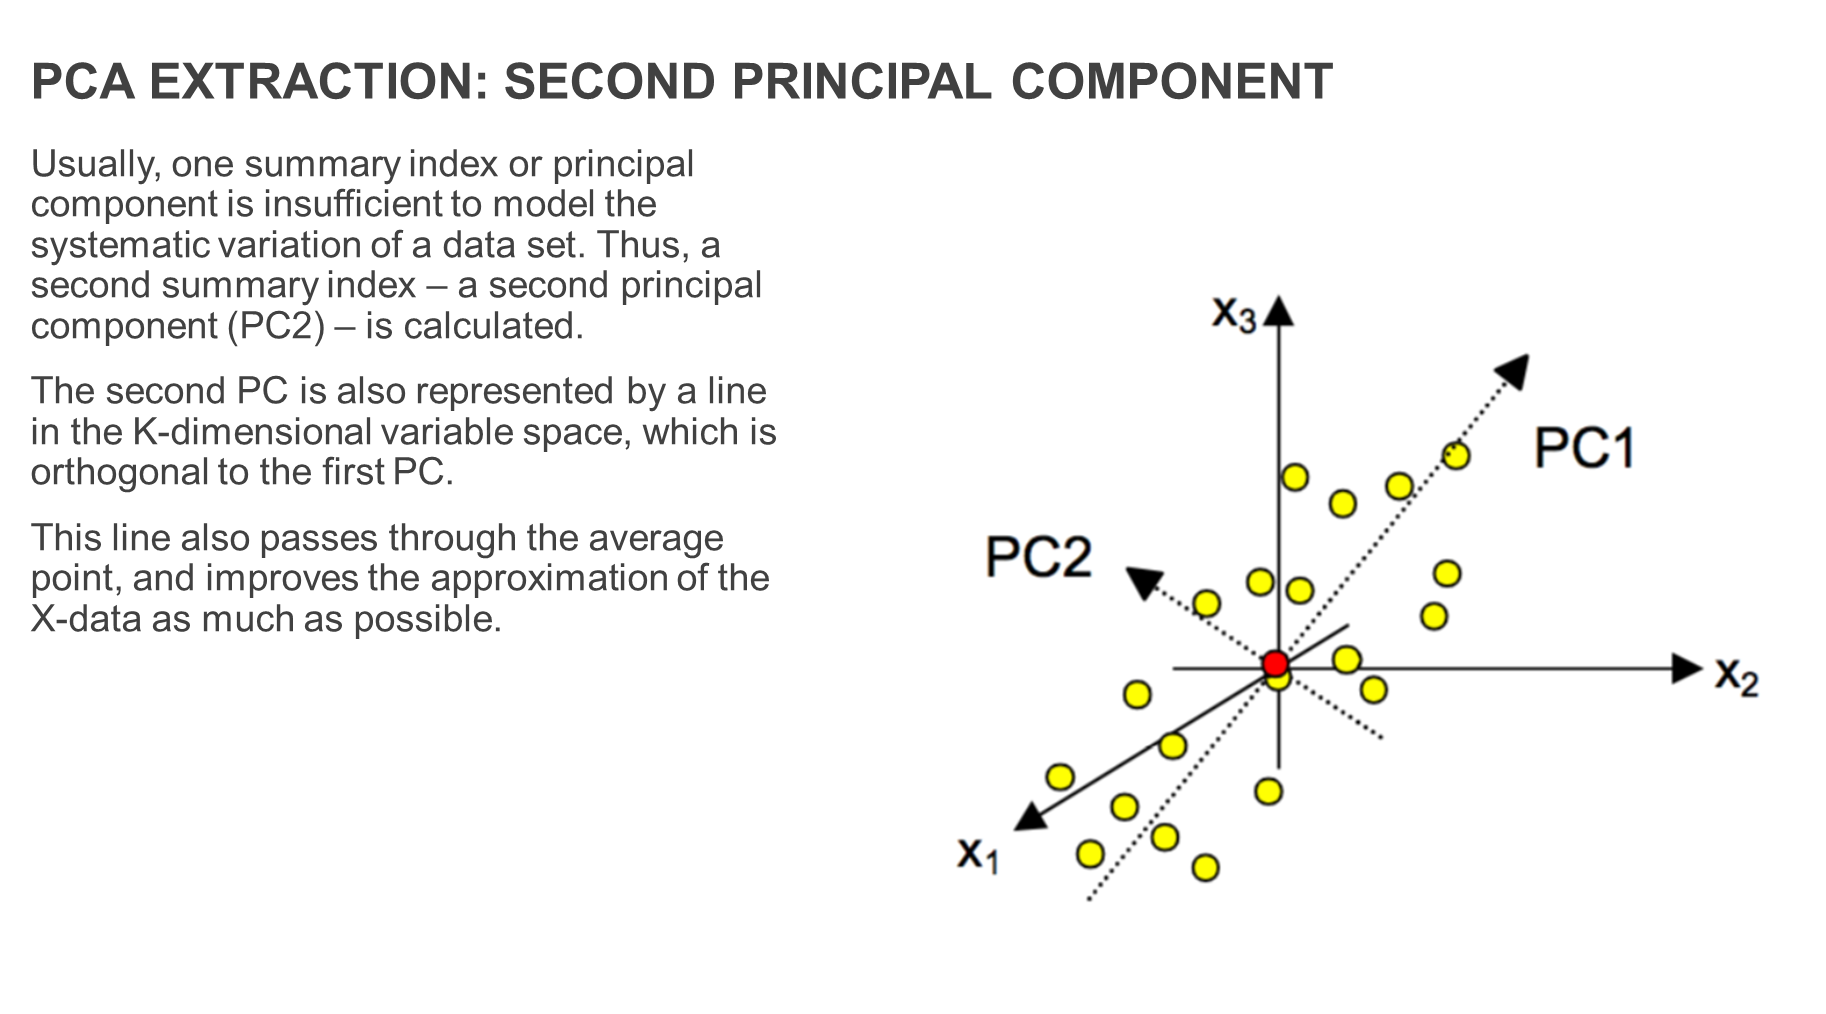 PCA EXTRACTION: SECOND PRINCIPAL COMPONENT
Usually, one summary index or principal
component is insufficient to model the
systematic variation of a data set. Thus, a
second summary index – a second principal
component (PC2) – is calculated.
The second PC is also represented by a line
in the K-dimensional variable space, which is
orthogonal to the first PC.
This line also passes through the average
point, and improves the approximation of the
X-data as much as possible.
x₃
PC1
PC2
x₂
x₁